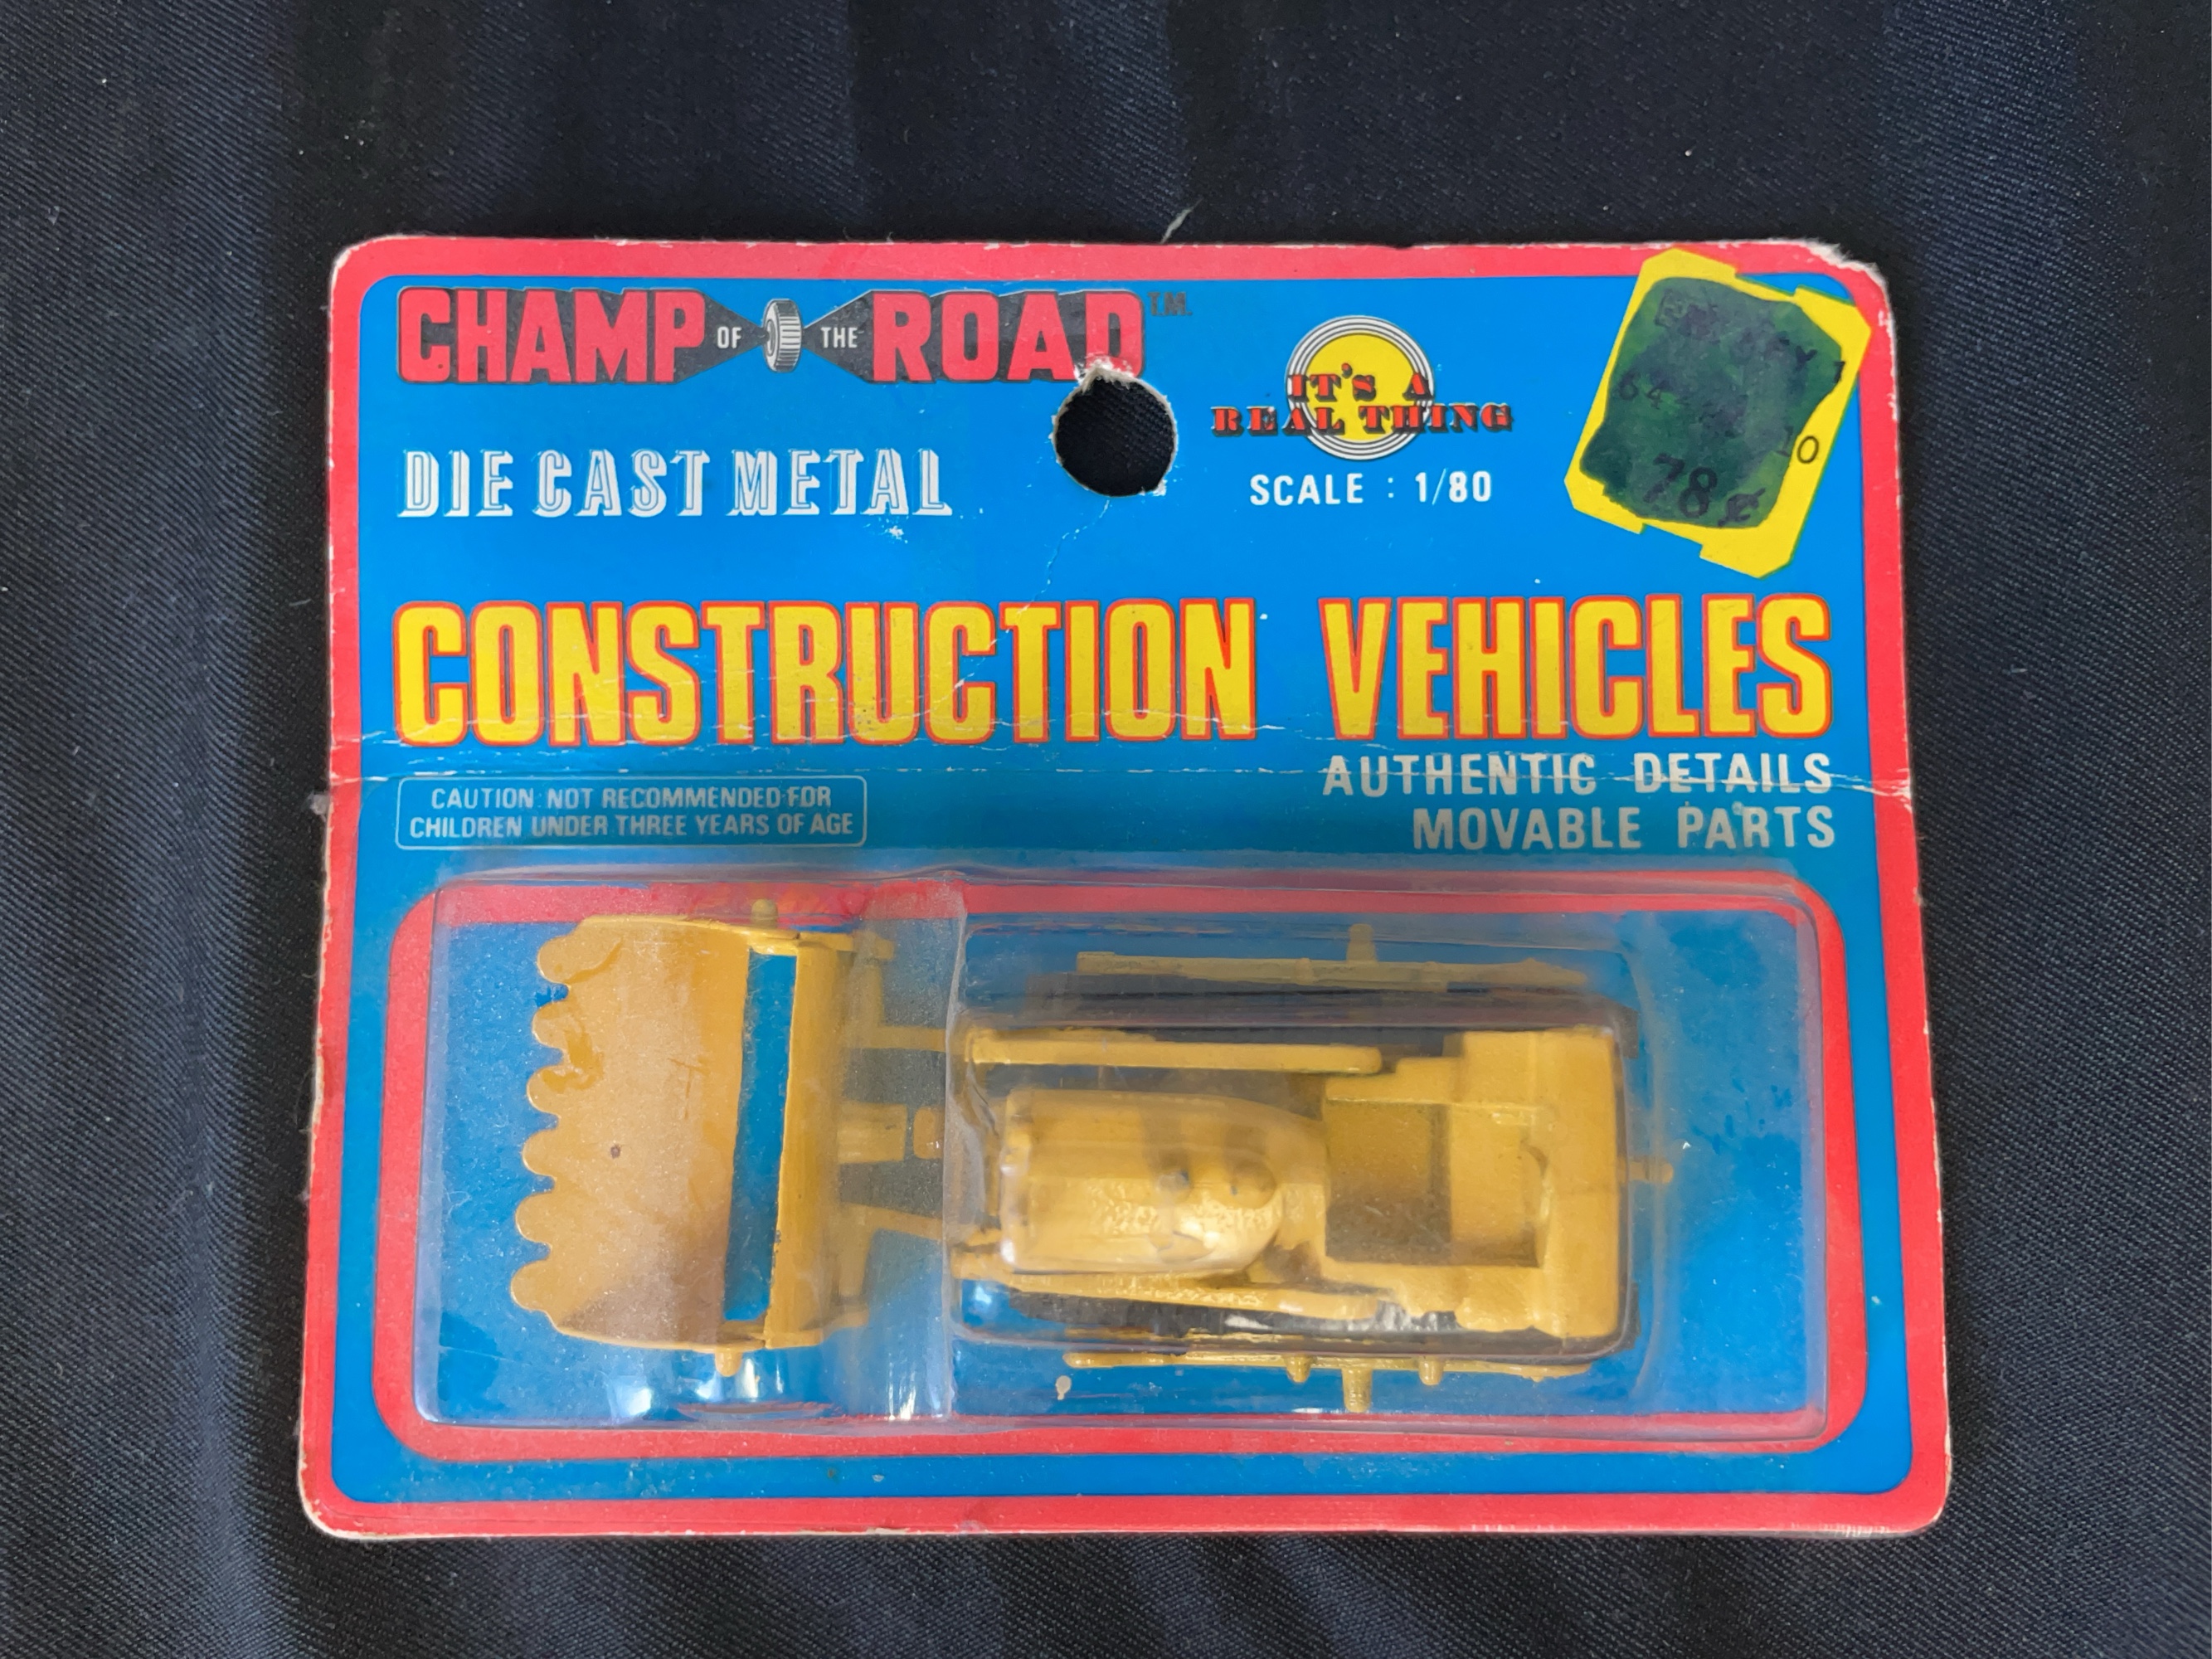 CHAMP OF THE ROAD T.M.
IT'S A
REAL THING
DIE CAST METAL
SCALE : 1/80
10
78¢
CONSTRUCTION VEHICLES
AUTHENTIC DETAILS
MOVABLE PARTS
CAUTION: NOT RECOMMENDED FOR
CHILDREN UNDER THREE YEARS OF AGE